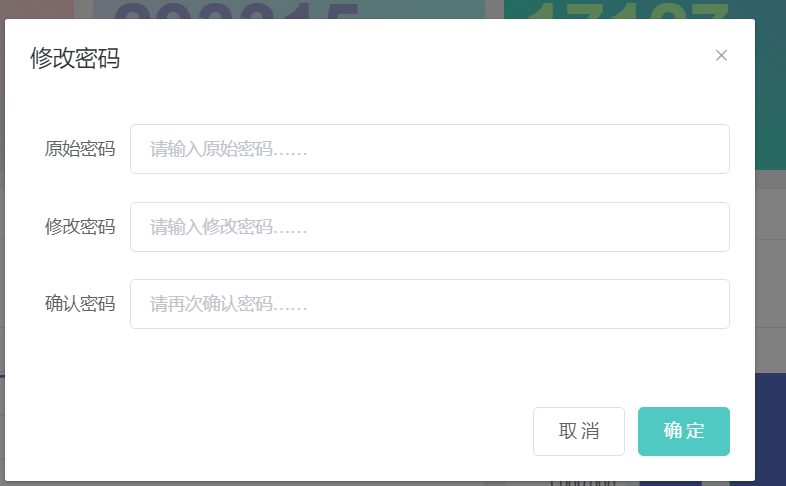 修改密码
原始密码 请输入原始密码……
修改密码 请输入修改密码……
确认密码 请再次确认密码……
取消 确定